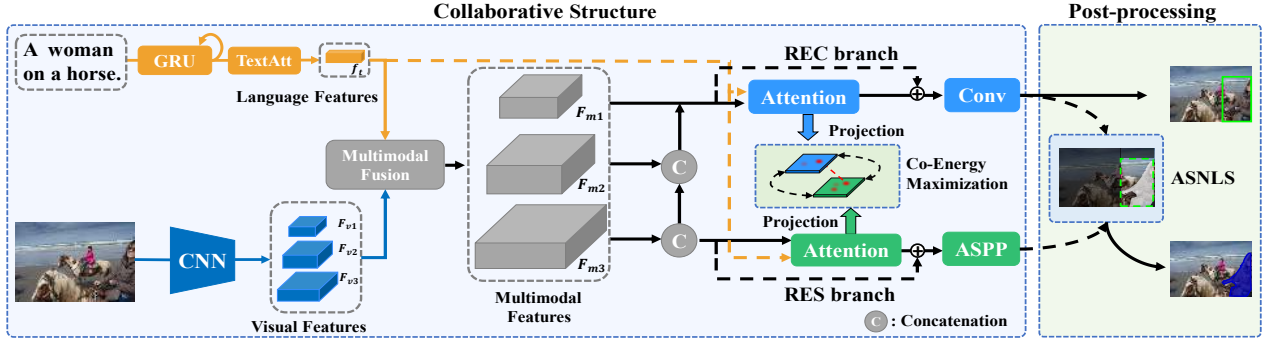 Collaborative Structure
Post-processing
A woman
on a horse.
GRU
TextAtt
f_t
Language Features
REC branch
Attention
Conv
Projection
F_m1
Multimodal
Fusion
F_m2
C
Co-Energy
Maximization
ASNLS
CNN
F_v1
F_v2
F_v3
Visual Features
F_m3
C
Projection
Attention
ASPP
Multimodal
Features
RES branch
C : Concatenation